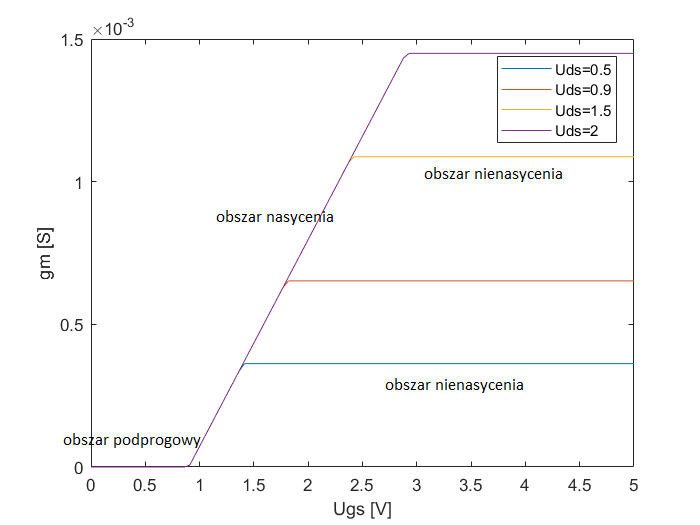 ×10⁻³
1.5
1
0.5
0
gm [S]
Uds=0.5
Uds=0.9
Uds=1.5
Uds=2
obszar nienasycenia
obszar nasycenia
obszar nienasycenia
obszar podprogowy
0 0.5 1 1.5 2 2.5 3 3.5 4 4.5 5
Ugs [V]